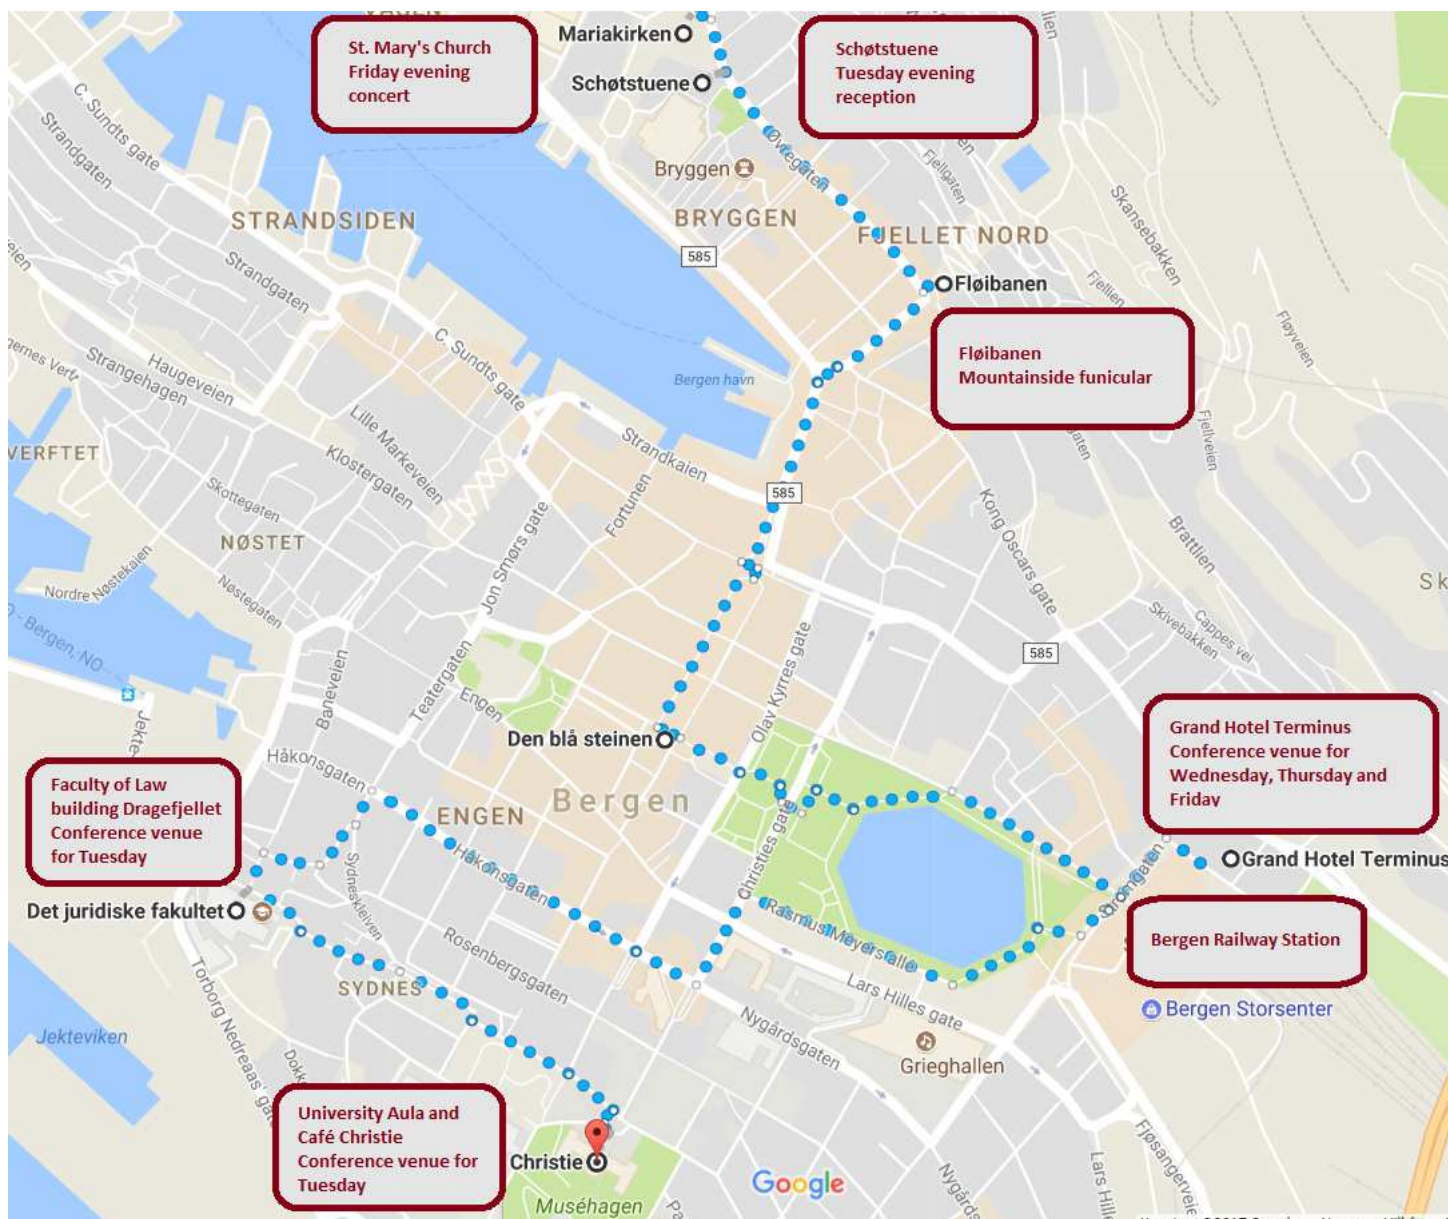 VÅGEN
Mariakirken
St. Mary's Church
Friday evening
concert
Schøtstuene
Tuesday evening
reception
Schøtstuene
C. Sundts gate
Strandgaten
Øvregaten
Bryggen
Fjellgaten
Skansebakken
STRANDSIDEN
BRYGGEN
FJELLET NORD
585
Strandgaten
Fløibanen
Fjellien
Fløyveien
Fløibanen
Mountainside funicular
C. Sundts gate
Haugeveien
Strangehagen
Bergen havn
Lille Markeveien
Klostergaten
Strandkaien
Fjellveien
VERFTET
Skottegaten
585
Fortunen
Kong Oscars gate
Brattlien
NØSTET
Jon Smørs gate
Nordre Nøstekaien
Nøstegaten
Cappes vei
Skivebakken
585
Olav Kyrres gate
Teatergaten
Baneveien
Engen
Den blå steinen
Håkonsgaten
Grand Hotel Terminus
Conference venue for
Wednesday, Thursday and
Friday
Faculty of Law
building Dragefjellet
Conference venue
for Tuesday
Bergen
ENGEN
Christies gate
Håkonsgaten
Sydneskleiven
Grand Hotel Terminus
Strømgaten
Det juridiske fakultet
Rasmus Meyers allé
Rosenbergsgaten
Bergen Railway Station
SYDNES
Lars Hilles gate
Bergen Storsenter
Nygårdsgaten
Jekteviken
Torborg Nedreaas' gate
Grieghallen
University Aula and
Café Christie
Conference venue for
Tuesday
Christie
Fjøsangerveien
Google
Muséhagen